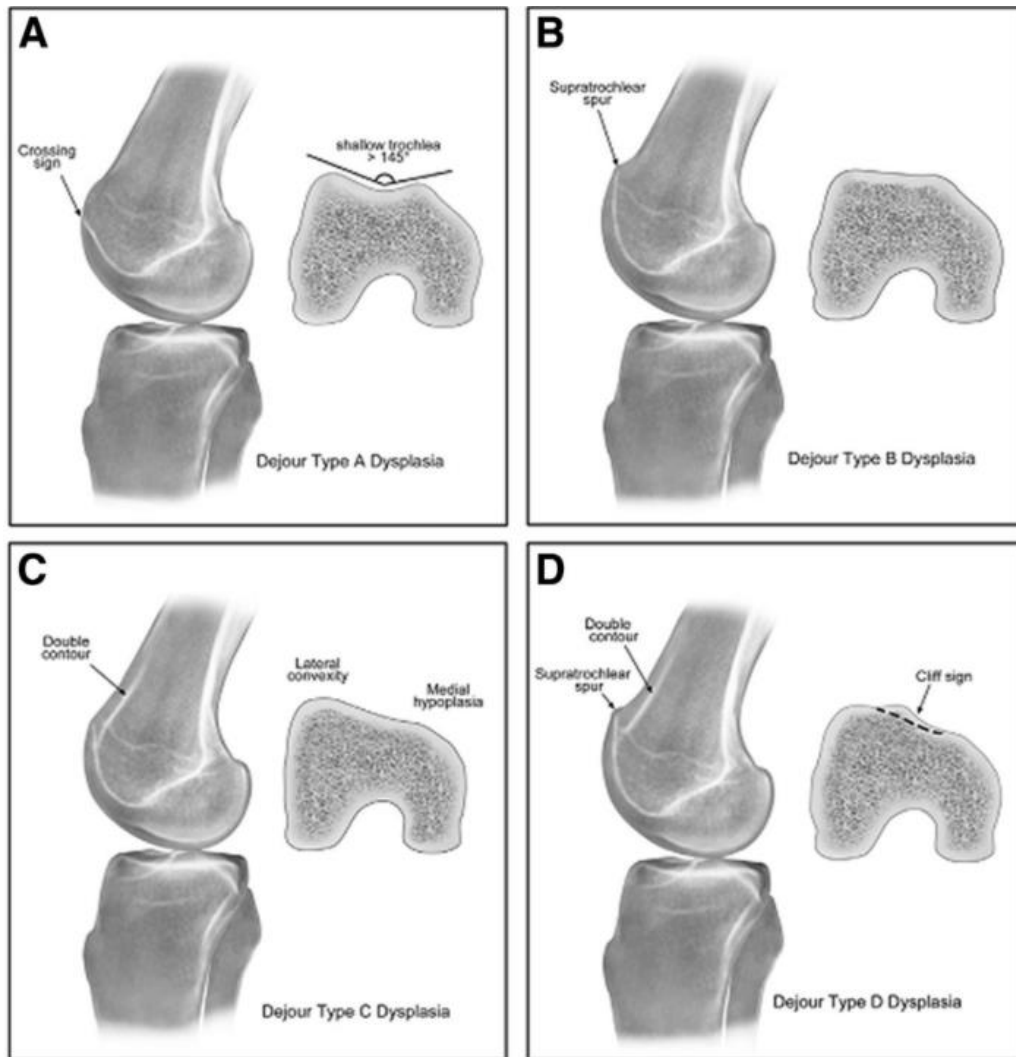 A
Crossing
sign
shallow trochlea
> 145°
Dejour Type A Dysplasia
B
Supratrochlear
spur
Dejour Type B Dysplasia
C
Double
contour
Lateral
convexity
Medial
hypoplasia
Dejour Type C Dysplasia
D
Double
contour
Supratrochlear
spur
Cliff sign
Dejour Type D Dysplasia